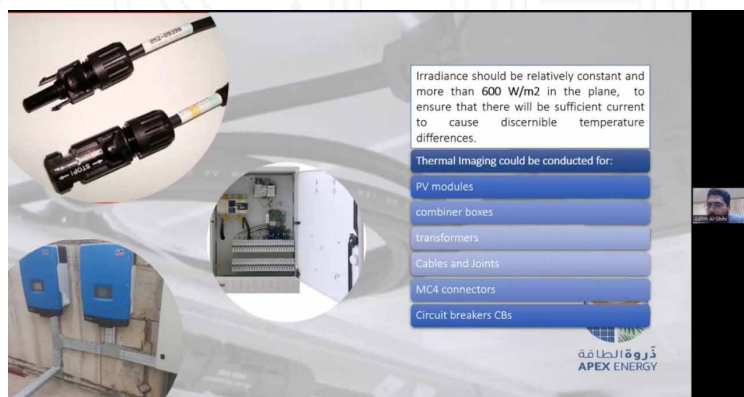 Irradiance should be relatively constant and
more than 600 W/m2 in the plane, to
ensure that there will be sufficient current
to cause discernible temperature
differences.
Thermal Imaging could be conducted for:
PV modules
combiner boxes
transformers
Cables and Joints
MC4 connectors
Circuit breakers CBs
ذروة الطاقة
APEX ENERGY
STOP!